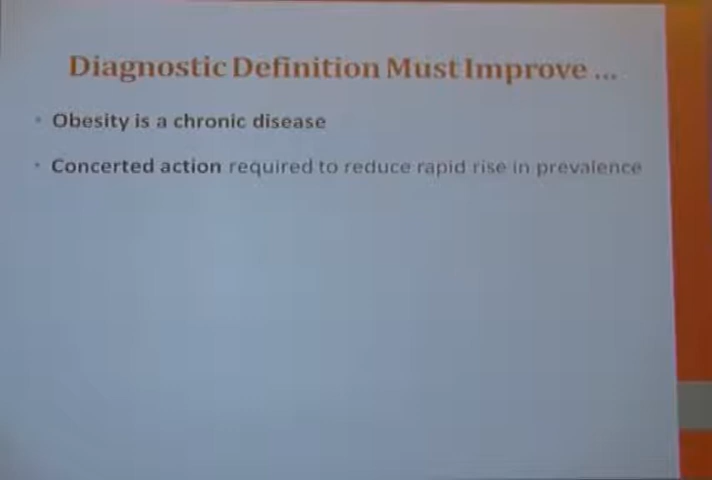 Diagnostic Definition Must Improve ...
• Obesity is a chronic disease
• Concerted action required to reduce rapid rise in prevalence